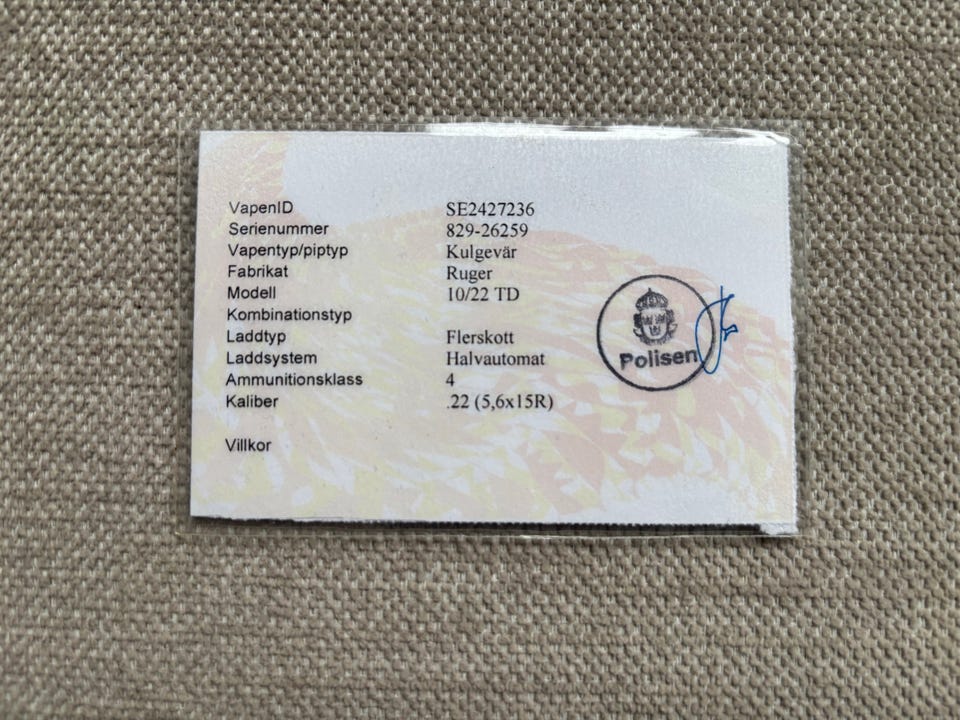 VapenID SE2427236
Serienummer 829-26259
Vapentyp/piptyp Kulgevär
Fabrikat Ruger
Modell 10/22 TD
Kombinationstyp
Laddtyp Flerskott
Laddsystem Halvautomat
Ammunitionsklass 4
Kaliber .22 (5,6x15R)
Villkor
Polisen